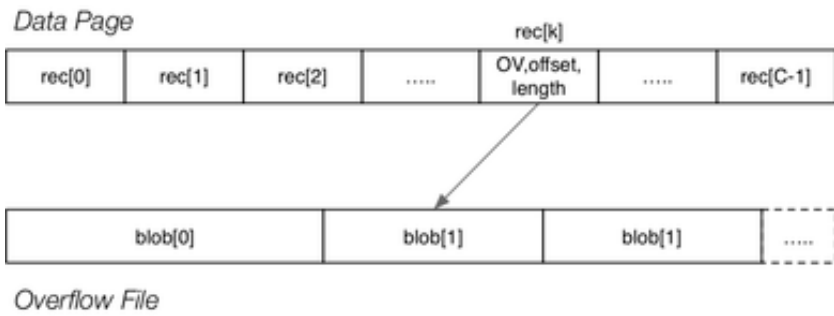 Data Page
rec[k]
rec[0] rec[1] rec[2] ..... OV,offset, length ..... rec[C-1]
blob[0] blob[1] blob[1] .....
Overflow File